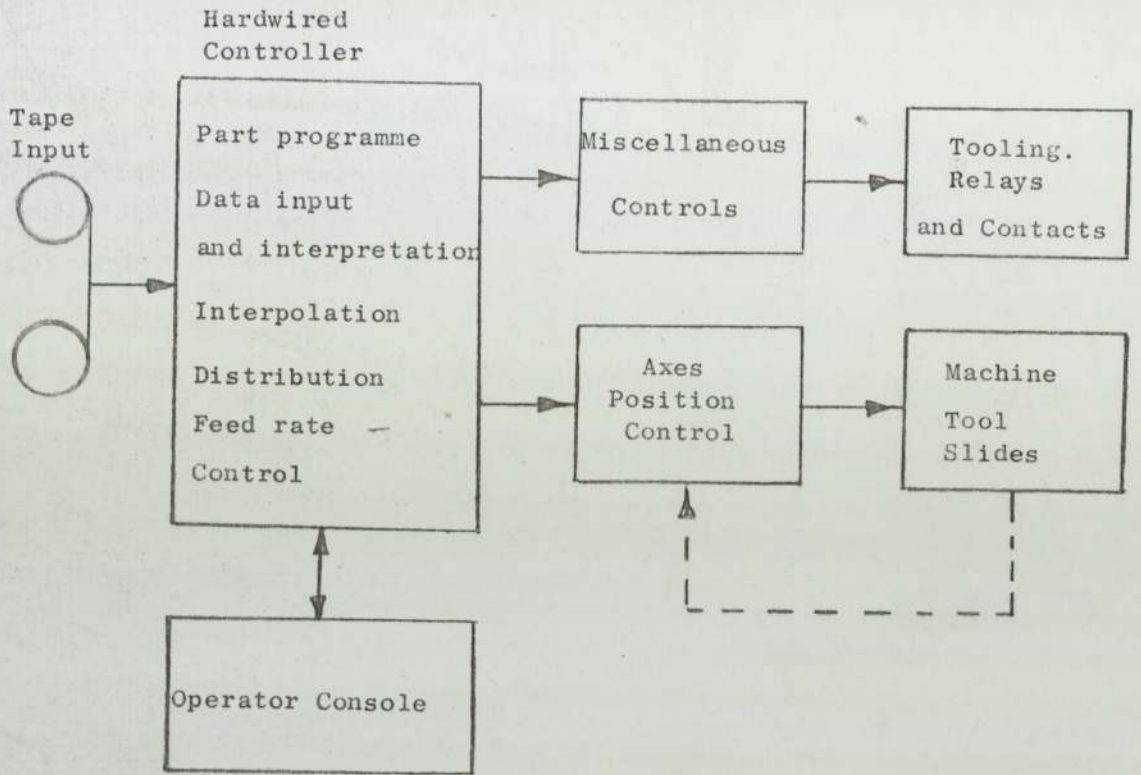 Hardwired
Controller
Tape
Input
Part programme
Data input
and interpretation
Interpolation
Distribution
Feed rate —
Control
Miscellaneous
Controls
Tooling.
Relays
and Contacts
Axes
Position
Control
Machine
Tool
Slides
Operator Console